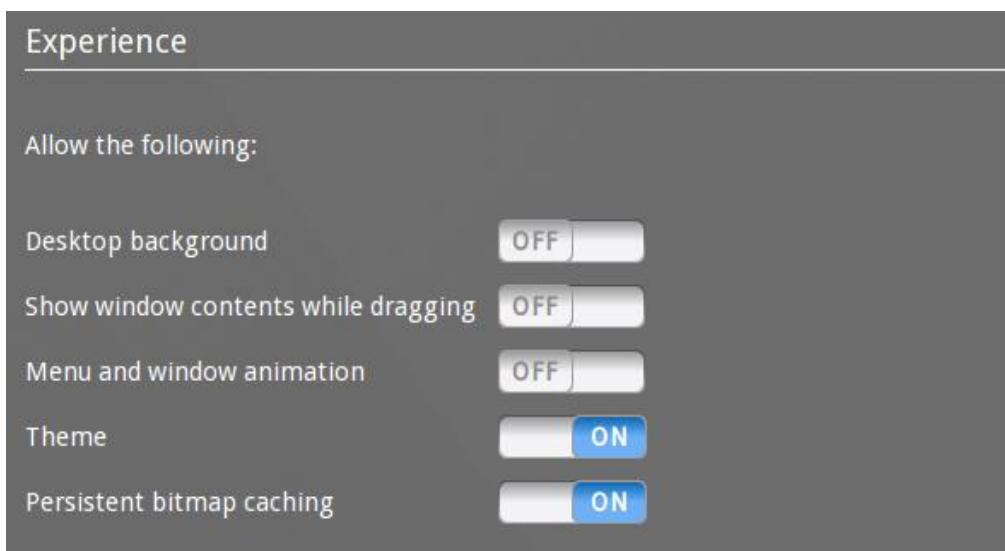 Experience
Allow the following:
Desktop background OFF
Show window contents while dragging OFF
Menu and window animation OFF
Theme ON
Persistent bitmap caching ON